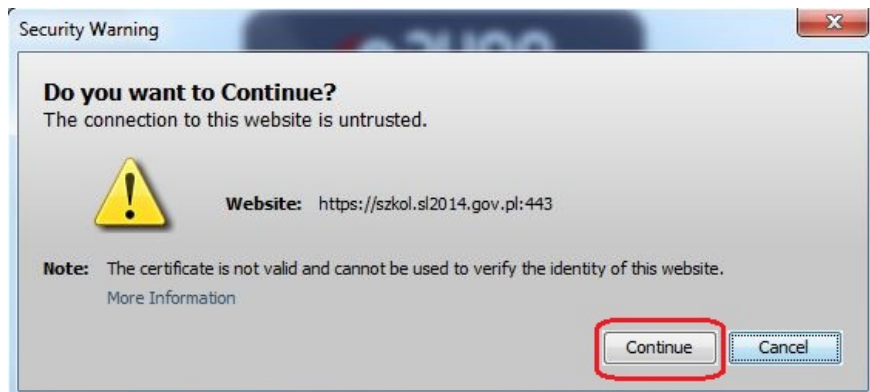 Security Warning
Do you want to Continue?
The connection to this website is untrusted.
Website: https://szkol.sl2014.gov.pl:443
Note: The certificate is not valid and cannot be used to verify the identity of this website.
More Information
Continue Cancel